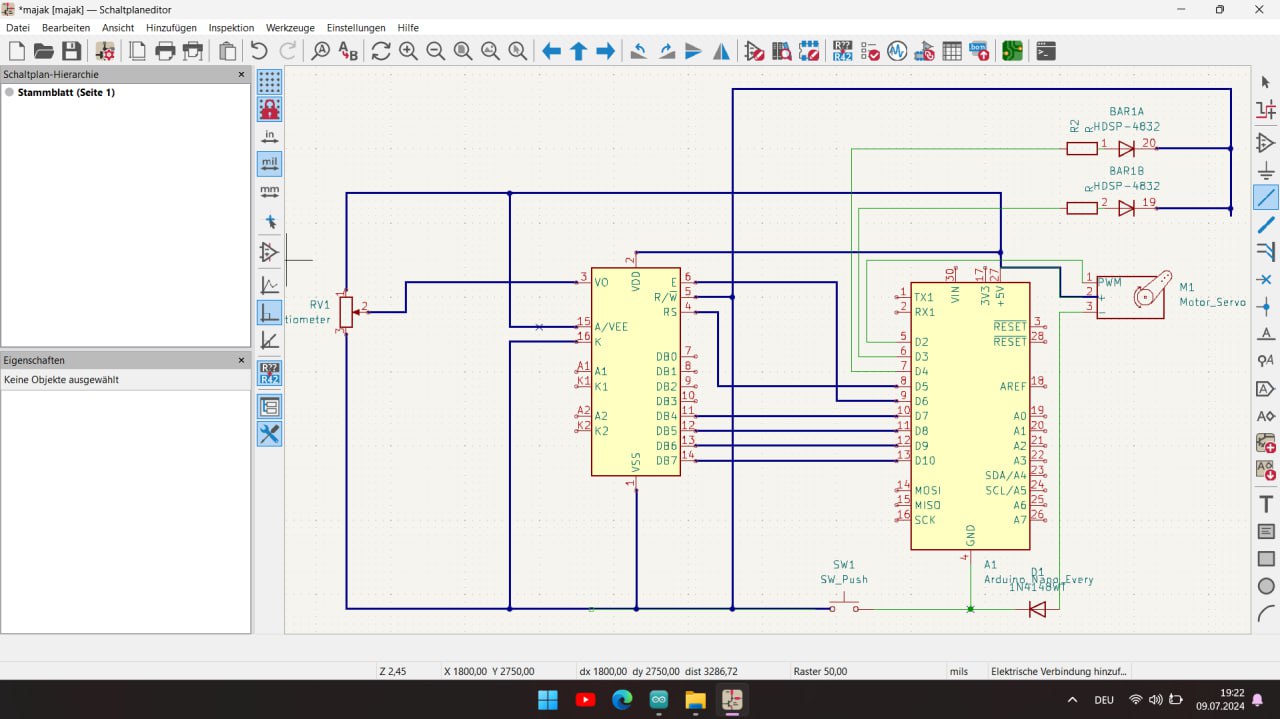 *majak [majak] — Schaltplaneditor
Datei Bearbeiten Ansicht Hinzufügen Inspektion Werkzeuge Einstellungen Hilfe
Schaltplan-Hierarchie
Stammblatt (Seite 1)
Eigenschaften
Keine Objekte ausgewählt
in
mil
mm
R??
R42
R??
R42
.bom
BAR1A
HDSP-4832
R2
R
1
20
BAR1B
HDSP-4832
R
2
19
RV1
tiometer
1
2
3
2
VDD
3 VO
E 6
R/W 5
RS 4
15 A/VEE
16 K
DB0 7
A1 A1
DB1 8
K1 K1
DB2 9
DB3 10
A2 A2
DB4 11
K2 K2
DB5 12
DB6 13
DB7 14
VSS
1
30 17 27
VIN 3V3 +5V
1 TX1
2 RX1
RESET 3
RESET 28
5 D2
6 D3
7 D4
8 D5
AREF 18
9 D6
10 D7
A0 19
11 D8
A1 20
12 D9
A2 21
13 D10
A3 22
SDA/A4 23
14 MOSI
SCL/A5 24
15 MISO
A6 25
16 SCK
A7 26
GND
4
1 PWM
2 +
3 −
M1
Motor_Servo
SW1
SW_Push
A1
Arduino_Nano_Every
D1
1N4148WT
Z 2,45 X 1800,00 Y 2750,00 dx 1800,00 dy 2750,00 dist 3286,72 Raster 50,00 mils Elektrische Verbindung hinzuf...
DEU
19:22
09.07.2024